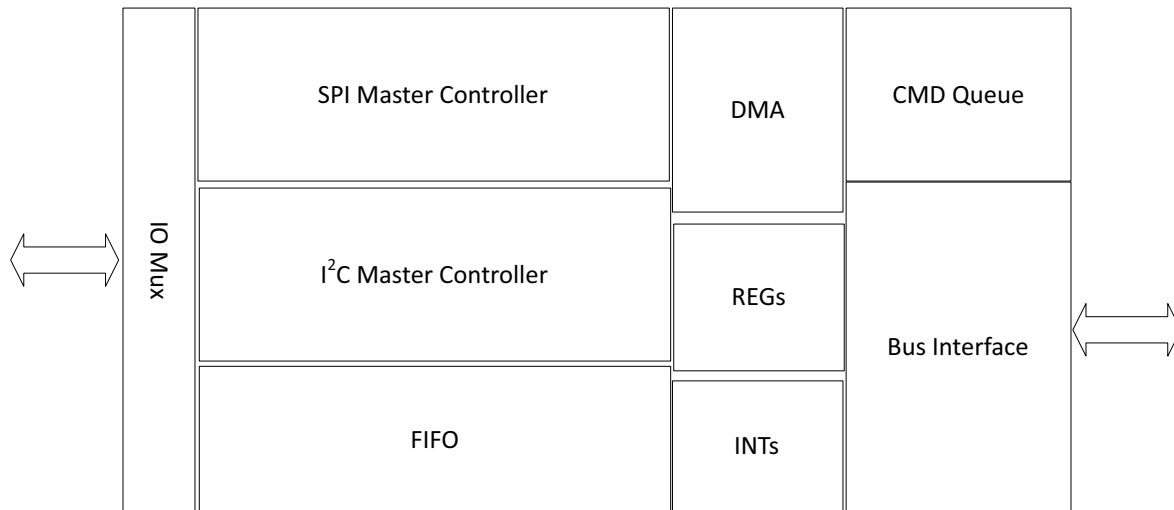 SPI Master Controller
DMA
CMD Queue
IO Mux
I²C Master Controller
REGs
Bus Interface
FIFO
INTs